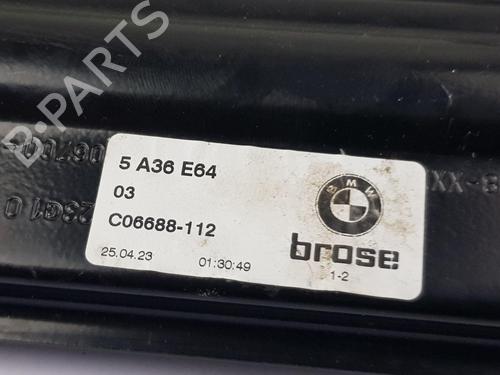 B-PARTS
5 A36 E64
03
C06688-112
25.04.23 01:30:49
BMW
brose
1-2